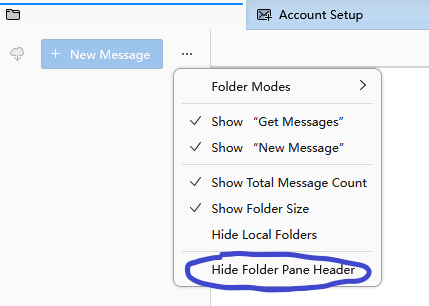 Account Setup
+ New Message
Folder Modes
Show “Get Messages”
Show “New Message”
Show Total Message Count
Show Folder Size
Hide Local Folders
Hide Folder Pane Header